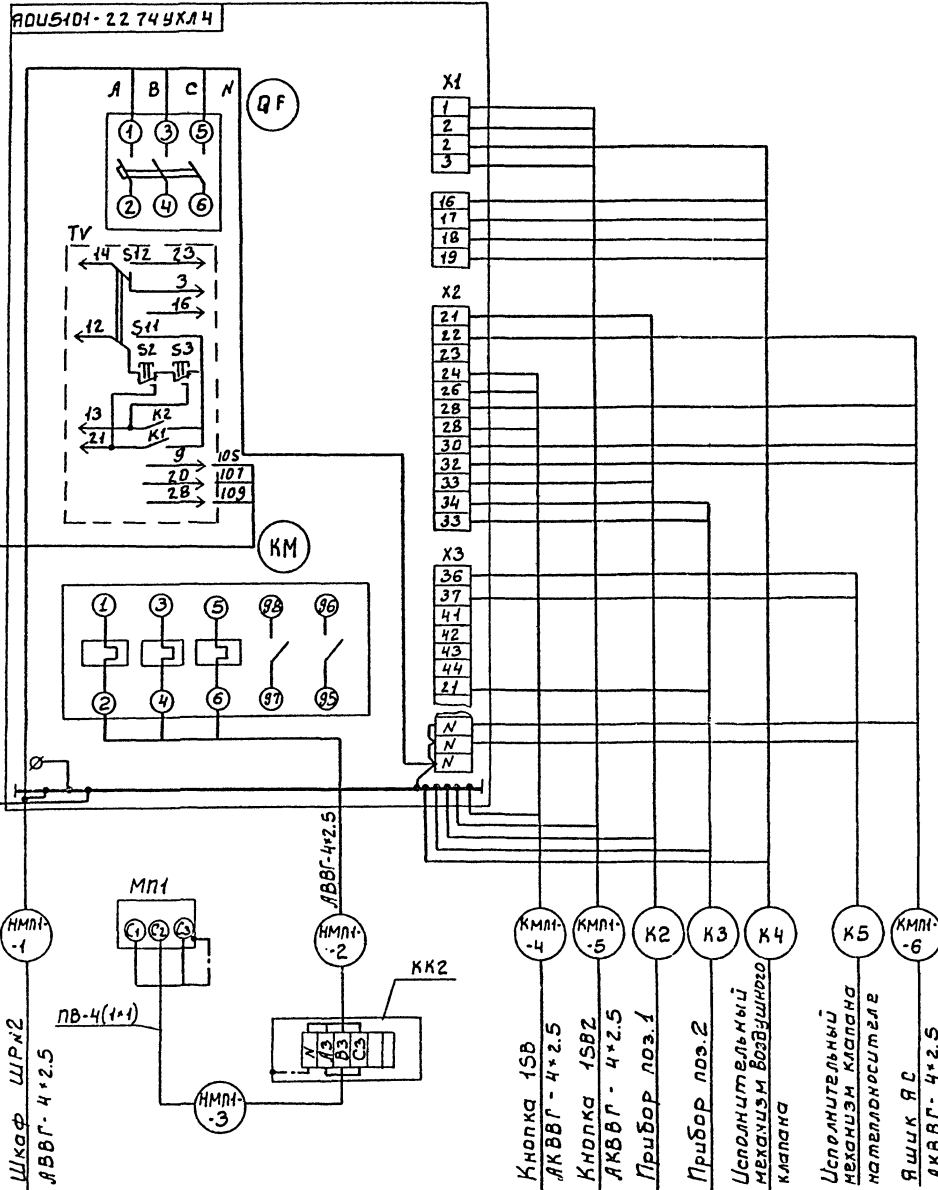 ЯОU5101-2274УХЛ4
A B C N
QF
1 3 5
2 4 6
TV
14 S12 23
3
16
12 S11
S2 S3
13 K2
21 K1
9 105
20 107
28 109
KM
1 3 5 98 96
2 4 6 97 95
X1
1
2
2
3
16
17
18
19
X2
21
22
23
24
26
28
28
30
32
33
34
33
X3
36
37
41
42
43
44
21
N
N
N
АВВГ-4*2.5
МП1
C1 C2 C3
НМП1-
-1
НМП1-
-2
КК2
ПВ-4(1*1)
N A3 B3 C3
НМП1-
-3
Шкаф ШР№2
АВВГ- 4*2.5
КМП1-
-4
КМП1-
-5
К2
К3
К4
К5
КМП1-
-6
Кнопка 1SB
АКВВГ - 4*2.5
Кнопка 1SB2
АКВВГ - 4*2.5
Прибор поз.1
Прибор поз.2
Исполнительный
механизм воздушного
клапана
Исполнительный
механизм клапана
нателлоносителе
Ящик ЯС
АКВВГ- 4*2.5